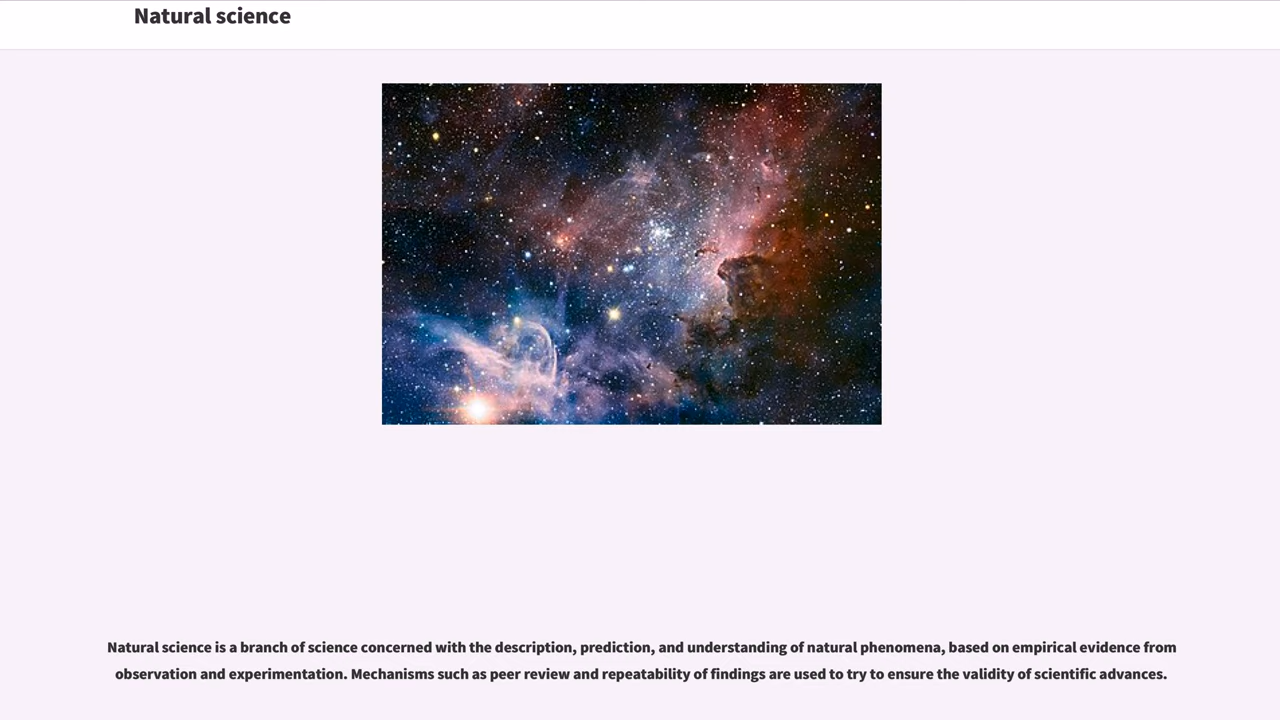 Natural science
Natural science is a branch of science concerned with the description, prediction, and understanding of natural phenomena, based on empirical evidence from
observation and experimentation. Mechanisms such as peer review and repeatability of findings are used to try to ensure the validity of scientific advances.